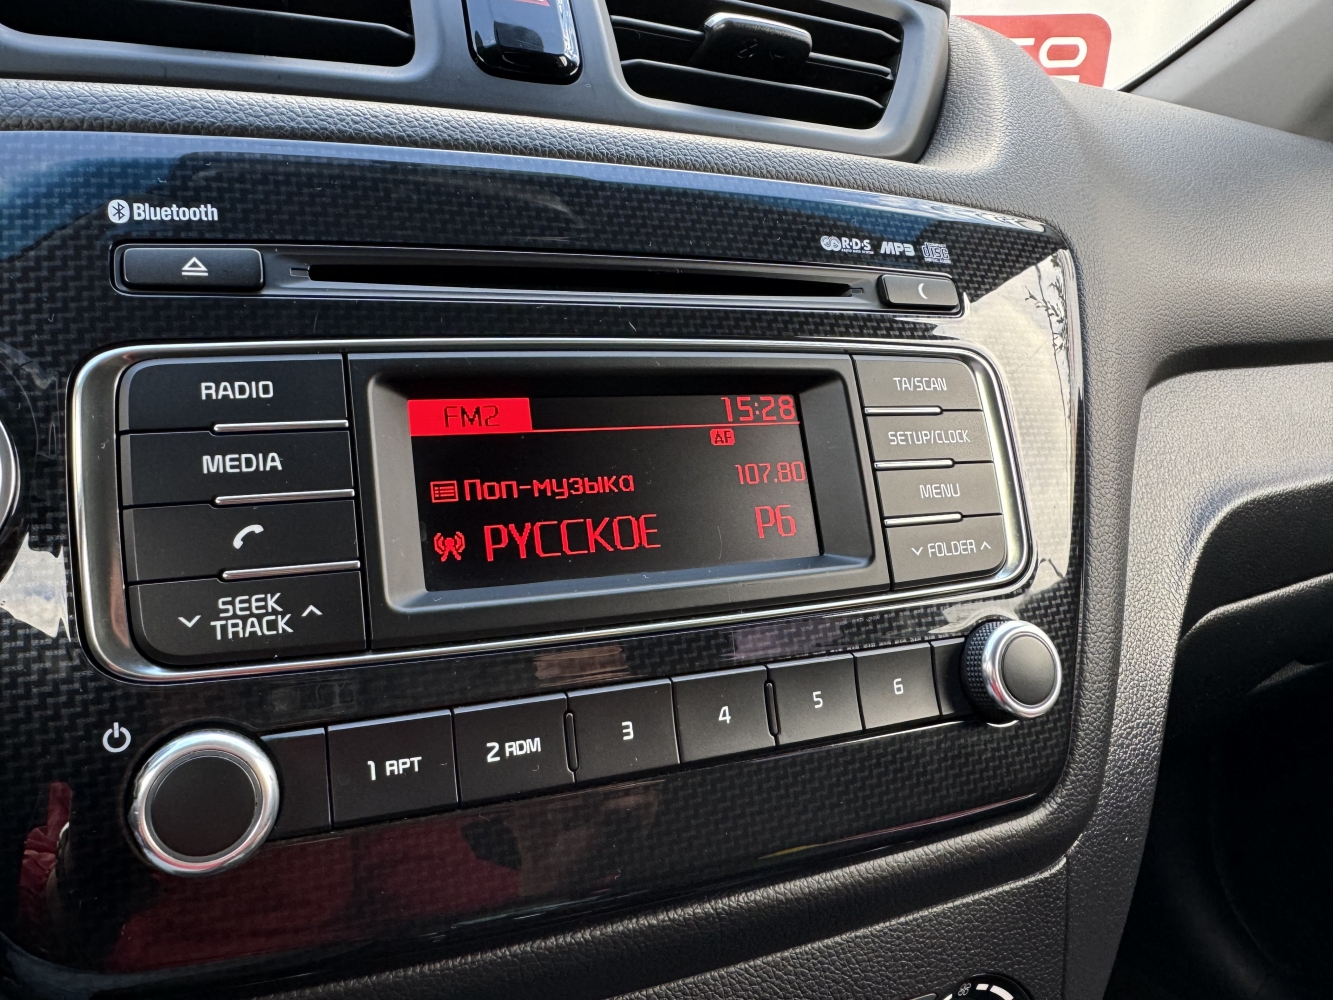 Bluetooth
R·D·S MP3 disc
RADIO
MEDIA
SEEK
TRACK
FM2 15:28
AF
Поп-музыка 107.80
РУССКОЕ P6
TA/SCAN
SETUP/CLOCK
MENU
FOLDER
1 RPT 2 RDM 3 4 5 6